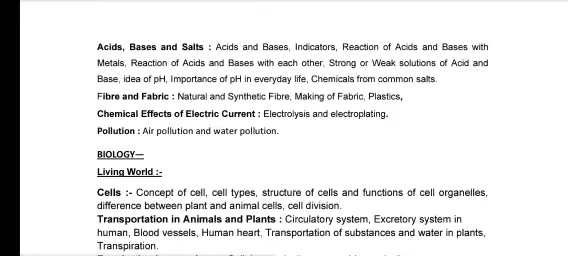 Acids, Bases and Salts : Acids and Bases, Indicators, Reaction of Acids and Bases with
Metals, Reaction of Acids and Bases with each other, Strong or Weak solutions of Acid and
Base, idea of pH, Importance of pH in everyday life, Chemicals from common salts.
Fibre and Fabric : Natural and Synthetic Fibre, Making of Fabric, Plastics,
Chemical Effects of Electric Current : Electrolysis and electroplating.
Pollution : Air pollution and water pollution.
BIOLOGY—
Living World :-
Cells :- Concept of cell, cell types, structure of cells and functions of cell organelles,
difference between plant and animal cells, cell division.
Transportation in Animals and Plants : Circulatory system, Excretory system in
human, Blood vessels, Human heart, Transportation of substances and water in plants,
Transpiration.